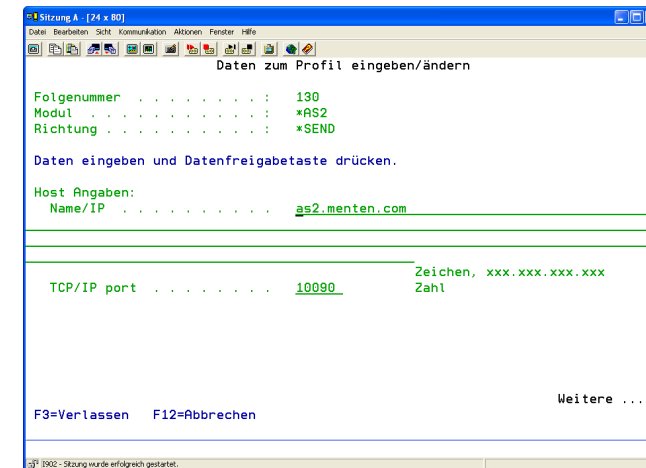 Sitzung A - [24 x 80]
Datei Bearbeiten Sicht Kommunikation Aktionen Fenster Hilfe
Daten zum Profil eingeben/ändern
Folgenummer . . . . . . . . : 130
Modul . . . . . . . . . . . : *AS2
Richtung . . . . . . . . . . : *SEND
Daten eingeben und Datenfreigabetaste drücken.
Host Angaben:
Name/IP . . . . . . . . . . as2.menten.com
Zeichen, xxx.xxx.xxx.xxx
TCP/IP port . . . . . . . . 10090 Zahl
Weitere ...
F3=Verlassen F12=Abbrechen
I902 - Sitzung wurde erfolgreich gestartet.